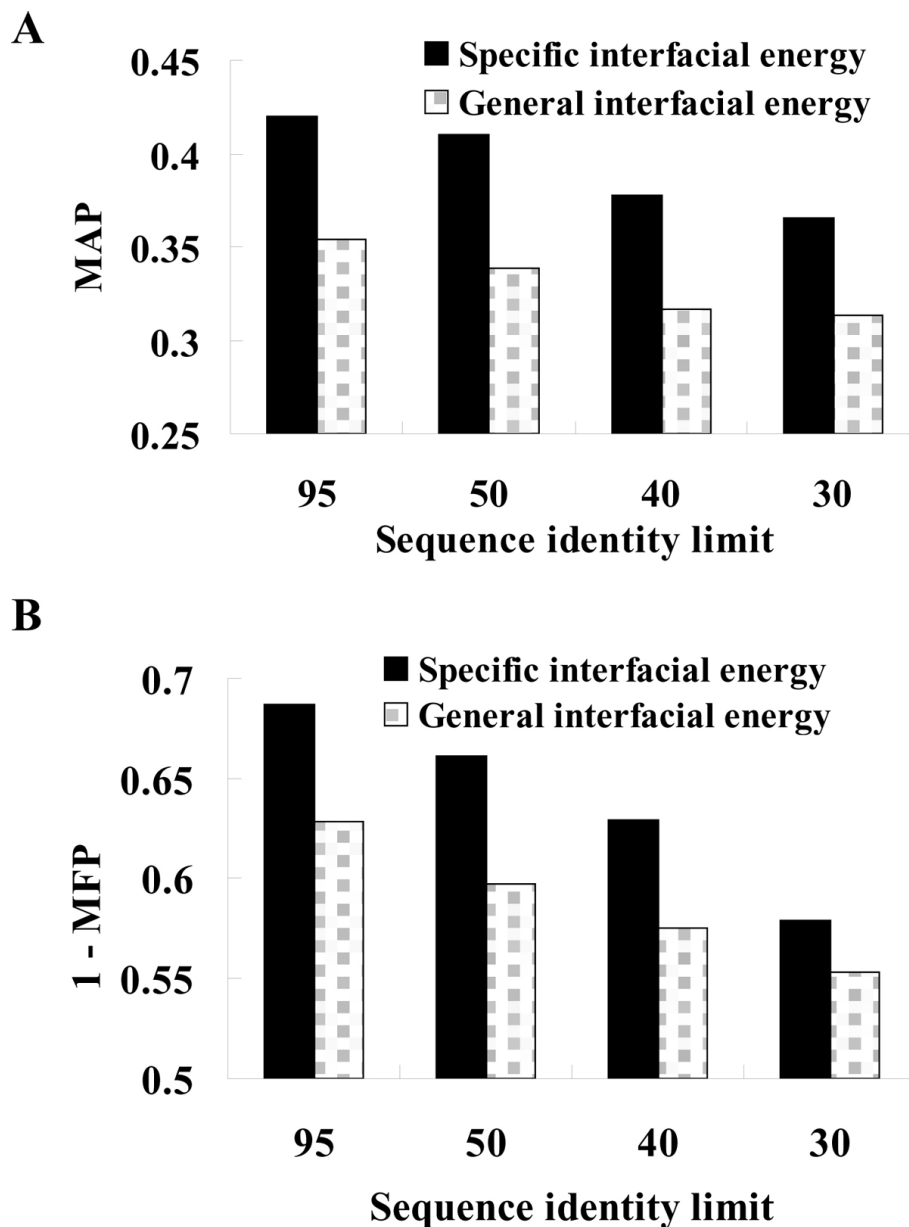 A
0.45
Specific interfacial energy
General interfacial energy
0.4
0.35
0.3
0.25
MAP
95 50 40 30
Sequence identity limit
B
0.7
Specific interfacial energy
General interfacial energy
0.65
0.6
0.55
0.5
1 - MFP
95 50 40 30
Sequence identity limit